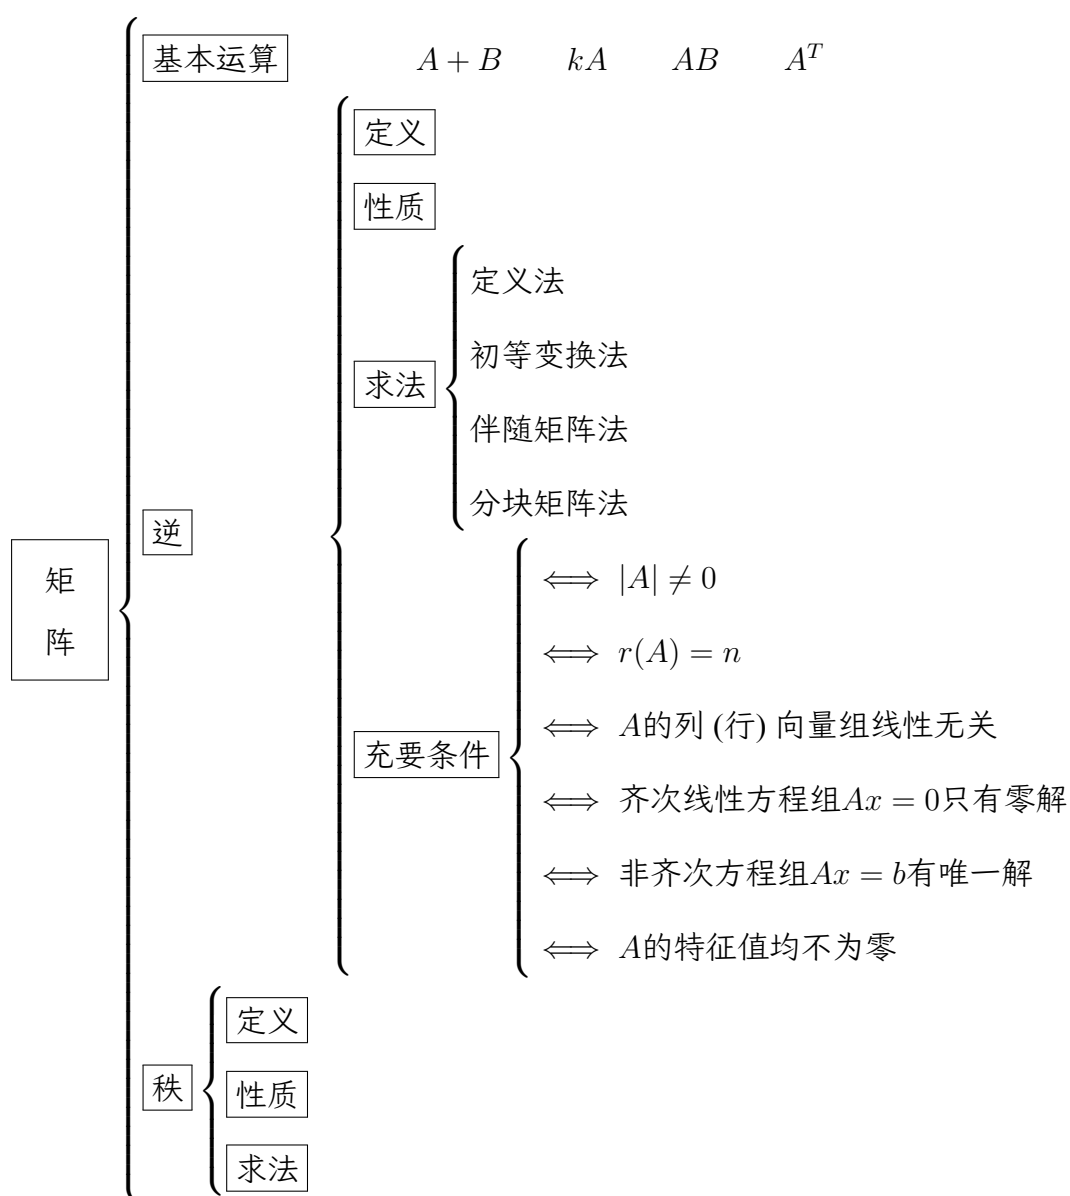 基本运算 A + B kA AB A^T
定义
性质
定义法
初等变换法
求法
伴随矩阵法
分块矩阵法
逆
矩
阵
⟺ |A| ≠ 0
⟺ r(A) = n
⟺ A的列 (行) 向量组线性无关
充要条件
⟺ 齐次线性方程组Ax = 0只有零解
⟺ 非齐次方程组Ax = b有唯一解
⟺ A的特征值均不为零
定义
秩
性质
求法